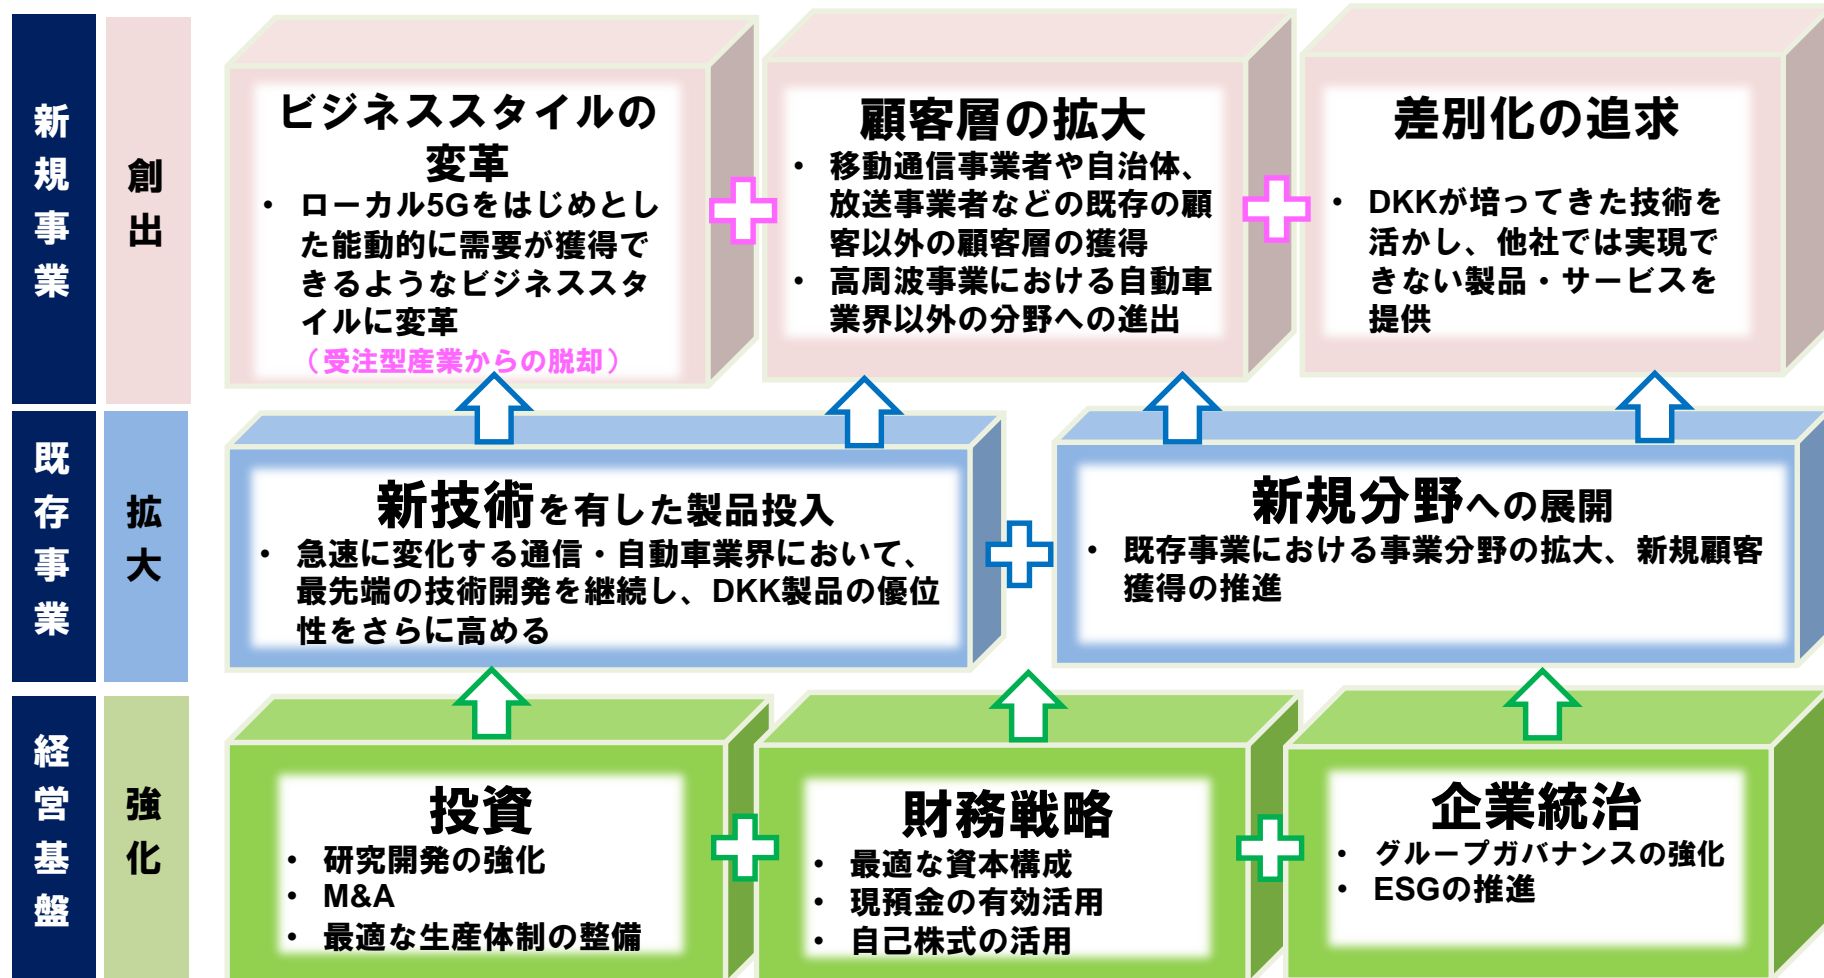 新規事業
創出
ビジネススタイルの
変革
• ローカル5Gをはじめとし
た能動的に需要が獲得で
きるようなビジネススタ
イルに変革
（受注型産業からの脱却）
顧客層の拡大
• 移動通信事業者や自治体、
放送事業者などの既存の顧
客以外の顧客層の獲得
• 高周波事業における自動車
業界以外の分野への進出
差別化の追求
• DKKが培ってきた技術を
活かし、他社では実現で
きない製品・サービスを
提供
既存事業
拡大
新技術を有した製品投入
• 急速に変化する通信・自動車業界において、
最先端の技術開発を継続し、DKK製品の優位
性をさらに高める
新規分野への展開
• 既存事業における事業分野の拡大、新規顧客
獲得の推進
経営基盤
強化
投資
• 研究開発の強化
• M&A
• 最適な生産体制の整備
財務戦略
• 最適な資本構成
• 現預金の有効活用
• 自己株式の活用
企業統治
• グループガバナンスの強化
• ESGの推進